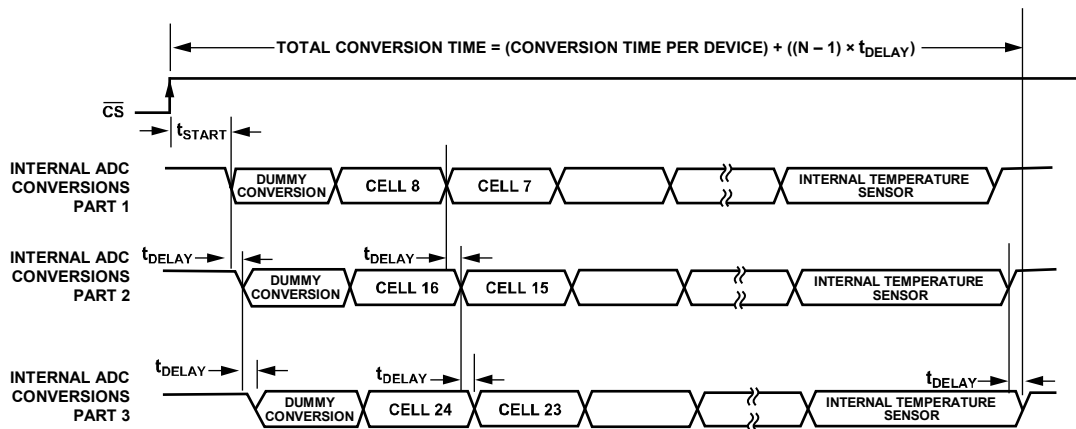 TOTAL CONVERSION TIME = (CONVERSION TIME PER DEVICE) + ((N – 1) × tDELAY)
CS
tSTART
INTERNAL ADC
CONVERSIONS
PART 1
DUMMY
CONVERSION
CELL 8
CELL 7
INTERNAL TEMPERATURE
SENSOR
tDELAY
tDELAY
INTERNAL ADC
CONVERSIONS
PART 2
DUMMY
CONVERSION
CELL 16
CELL 15
INTERNAL TEMPERATURE
SENSOR
tDELAY
tDELAY
tDELAY
INTERNAL ADC
CONVERSIONS
PART 3
DUMMY
CONVERSION
CELL 24
CELL 23
INTERNAL TEMPERATURE
SENSOR